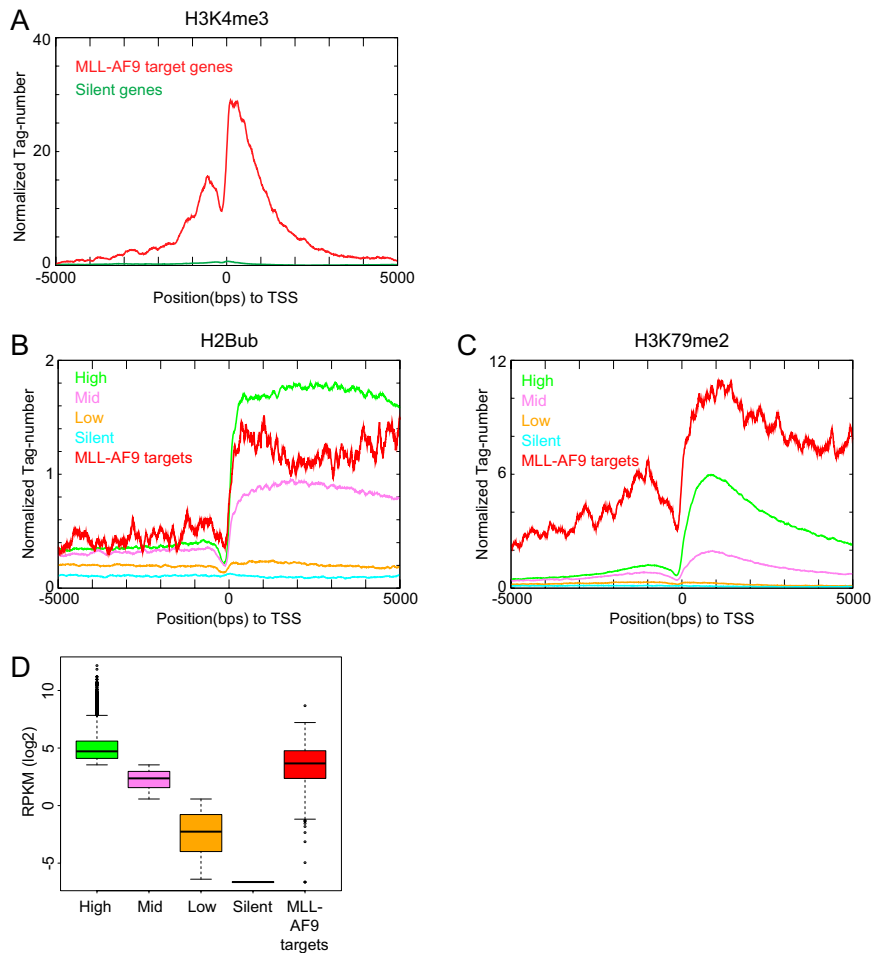 A
H3K4me3
40
20
0
Normalized Tag-number
MLL-AF9 target genes
Silent genes
-5000
0
5000
Position(bps) to TSS
B
H2Bub
2
1
0
Normalized Tag-number
High
Mid
Low
Silent
MLL-AF9 targets
-5000
0
5000
Position(bps) to TSS
C
H3K79me2
12
6
0
Normalized Tag-number
High
Mid
Low
Silent
MLL-AF9 targets
-5000
0
5000
Position(bps) to TSS
D
10
5
0
-5
RPKM (log2)
High
Mid
Low
Silent
MLL-
AF9
targets